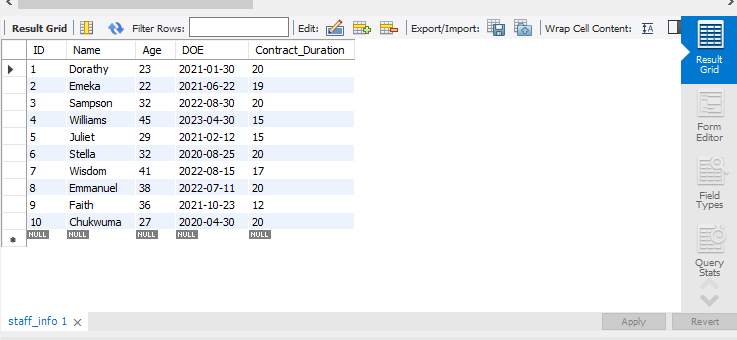 Result Grid Filter Rows: Edit: Export/Import: Wrap Cell Content: IA
ID Name Age DOE Contract_Duration
1 Dorathy 23 2021-01-30 20
2 Emeka 22 2021-06-22 19
3 Sampson 32 2022-08-30 20
4 Williams 45 2023-04-30 15
5 Juliet 29 2021-02-12 15
6 Stella 32 2020-08-25 20
7 Wisdom 41 2022-08-15 17
8 Emmanuel 38 2022-07-11 20
9 Faith 36 2021-10-23 12
10 Chukwuma 27 2020-04-30 20
NULL NULL NULL NULL NULL
Result
Grid
Form
Editor
Field
Types
Query
Stats
staff_info 1
Apply Revert